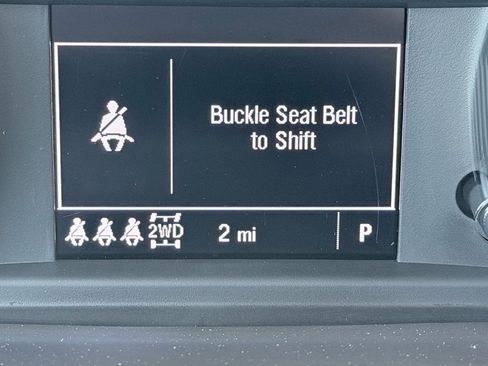 Buckle Seat Belt
to Shift
2WD 2 mi P